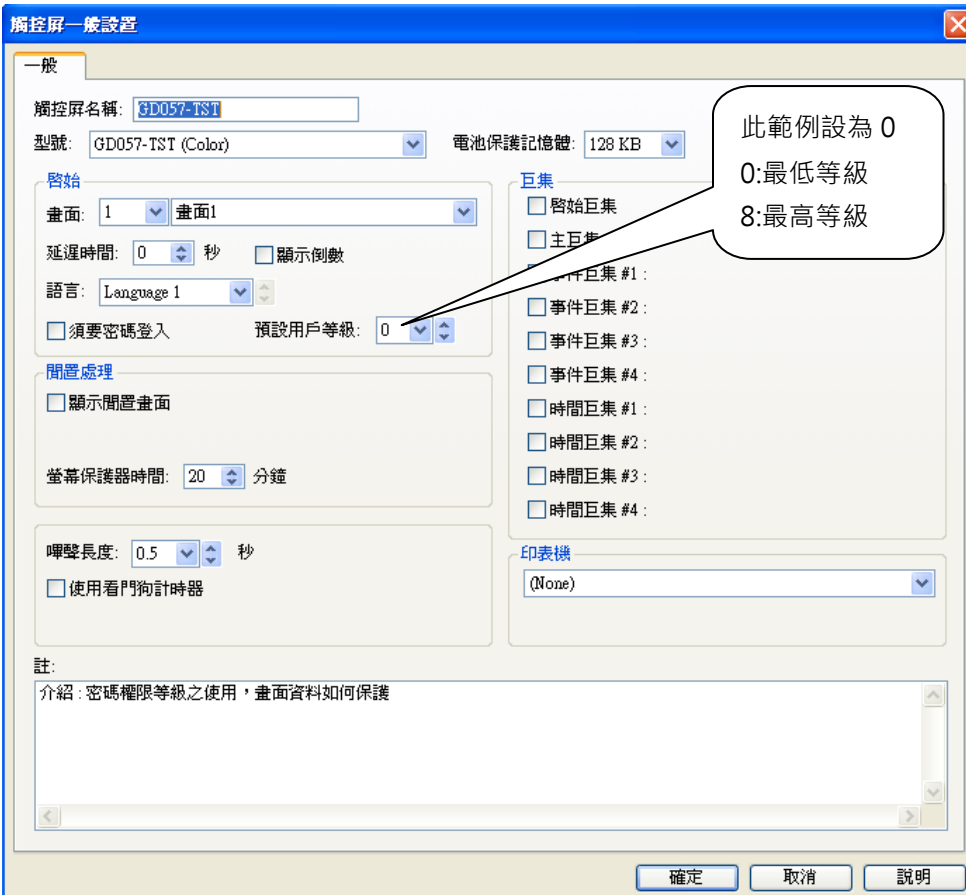 觸控屏一般設置
一般
觸控屏名稱: GD057-TST
型號: GD057-TST (Color)
電池保護記憶體: 128 KB
此範例設為 0
0:最低等級
8:最高等級
啓始
畫面: 1 畫面1
延遲時間: 0 秒 顯示倒數
語言: Language 1
須要密碼登入 預設用戶等級: 0
閒置處理
顯示閒置畫面
螢幕保護器時間: 20 分鐘
嗶聲長度: 0.5 秒
使用看門狗計時器
巨集
啓始巨集
主巨集
事件巨集 #1 :
事件巨集 #2 :
事件巨集 #3 :
事件巨集 #4 :
時間巨集 #1 :
時間巨集 #2 :
時間巨集 #3 :
時間巨集 #4 :
印表機
(None)
註:
介紹 : 密碼權限等級之使用，畫面資料如何保護
確定 取消 說明